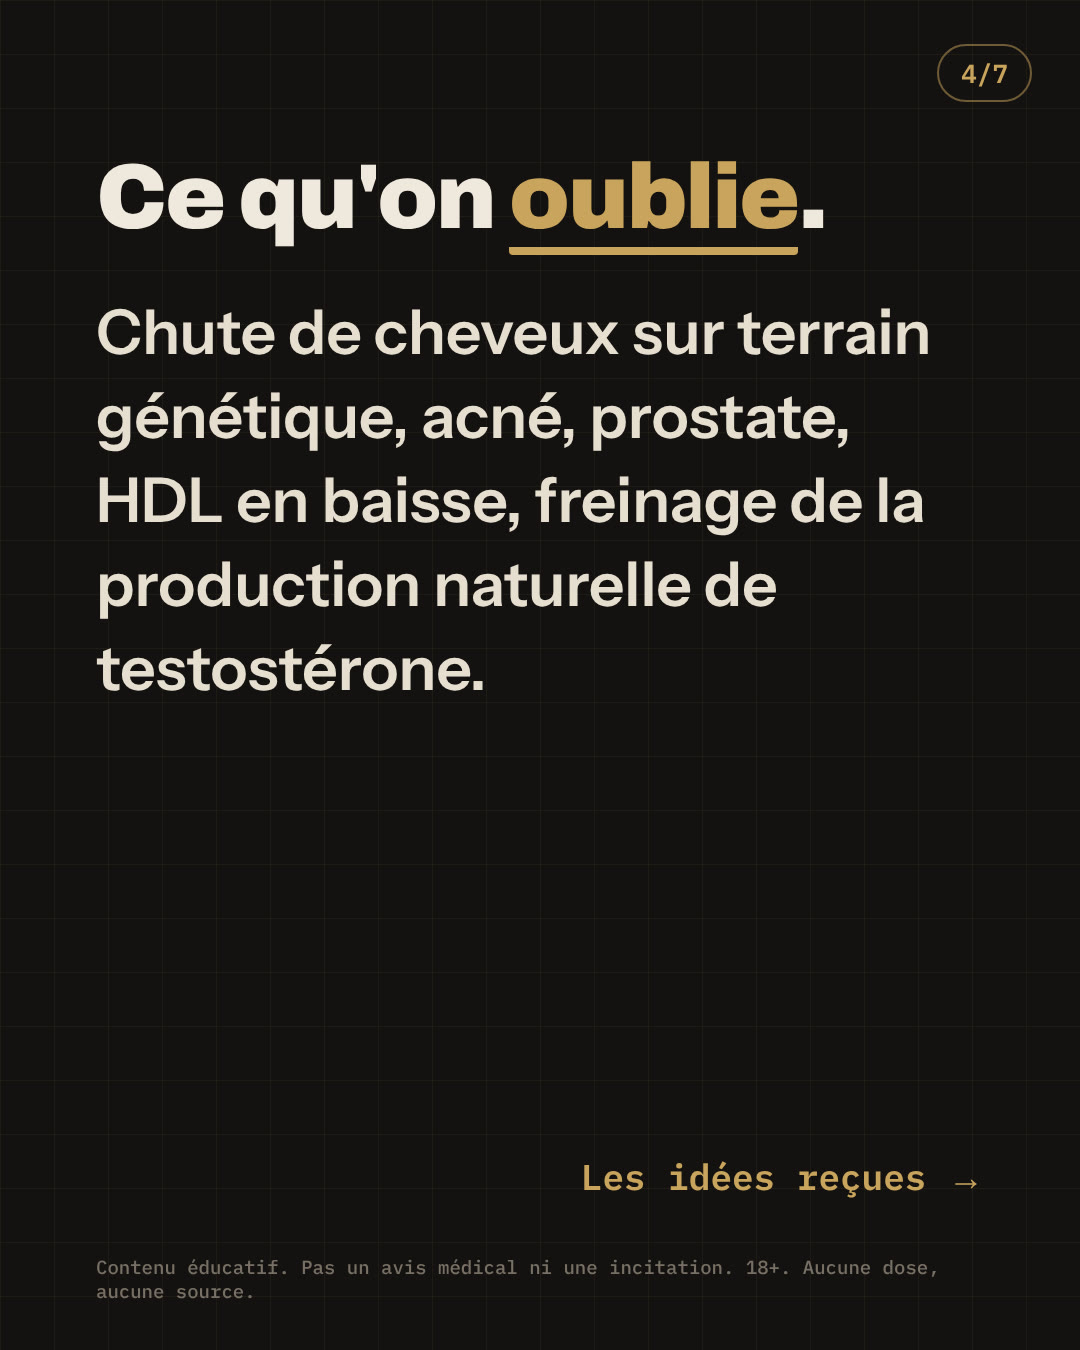 4/7
Ce qu'on oublie.
Chute de cheveux sur terrain
génétique, acné, prostate,
HDL en baisse, freinage de la
production naturelle de
testostérone.
Les idées reçues →
Contenu éducatif. Pas un avis médical ni une incitation. 18+. Aucune dose,
aucune source.